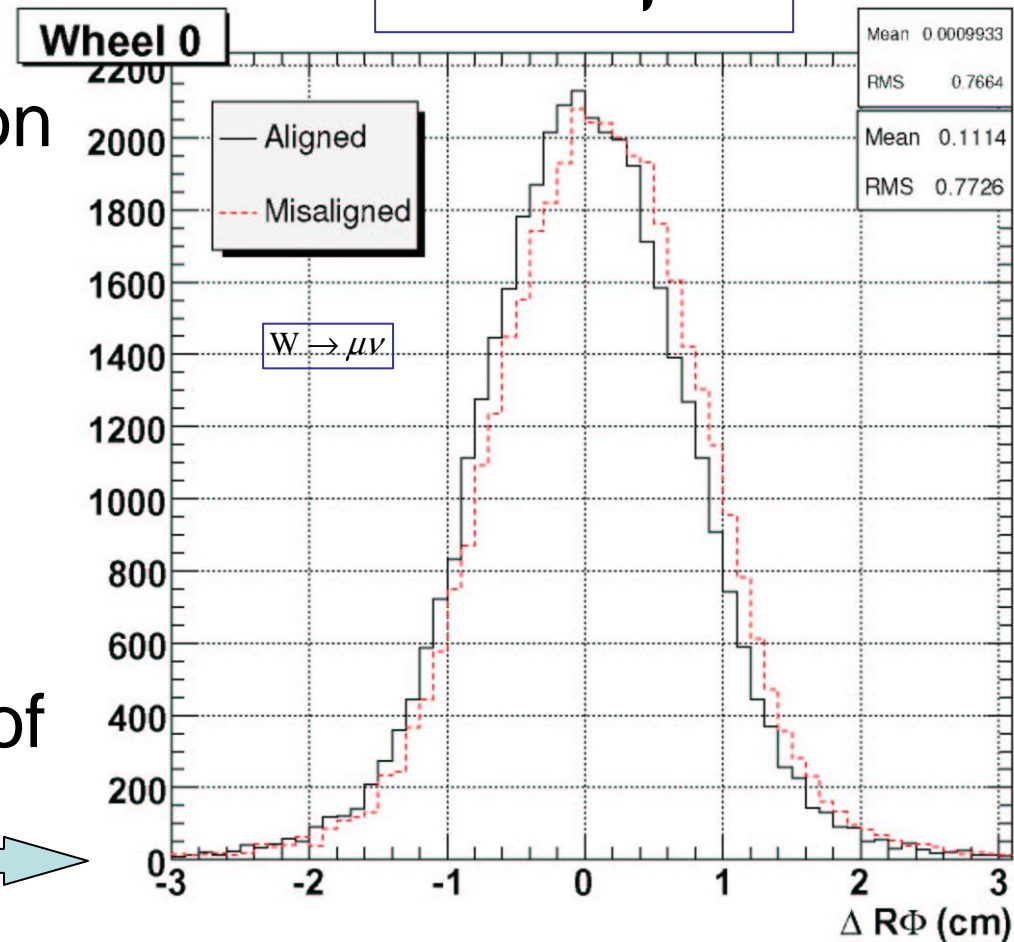 Wheel 0
on
Aligned
Misaligned
Mean 0.0009933
RMS 0.7664
Mean 0.1114
RMS 0.7726
W → μν
of
2200
2000
1800
1600
1400
1200
1000
800
600
400
200
0
-3 -2 -1 0 1 2 3
Δ RΦ (cm)